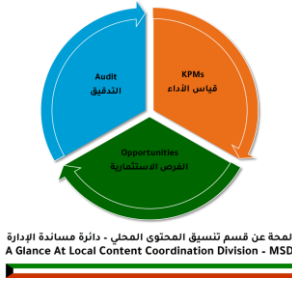 Audit
التدقيق
KPMs
قياس الأداء
Opportunities
الفرص الاستثمارية
لمحة عن قسم تنسيق المحتوى المحلي - دائرة مساندة الإدارة
A Glance At Local Content Coordination Division - MSD